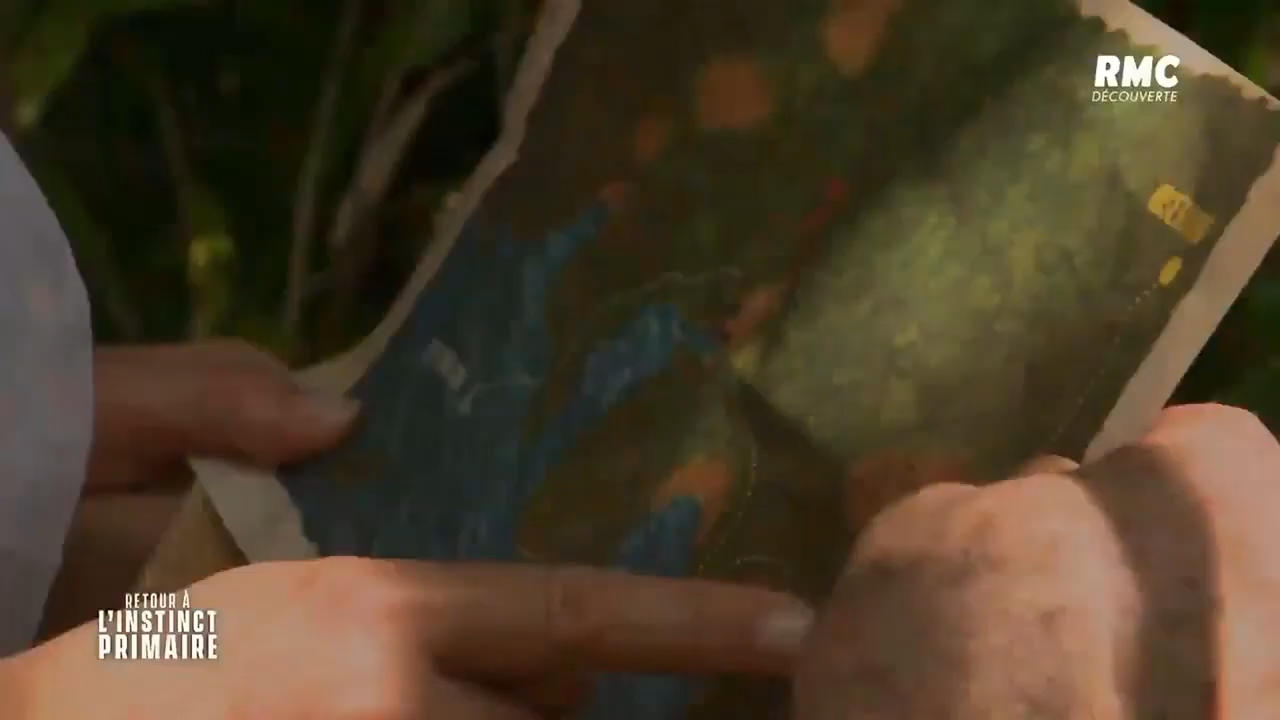 RMC
DÉCOUVERTE
RETOUR À
L'INSTINCT
PRIMAIRE